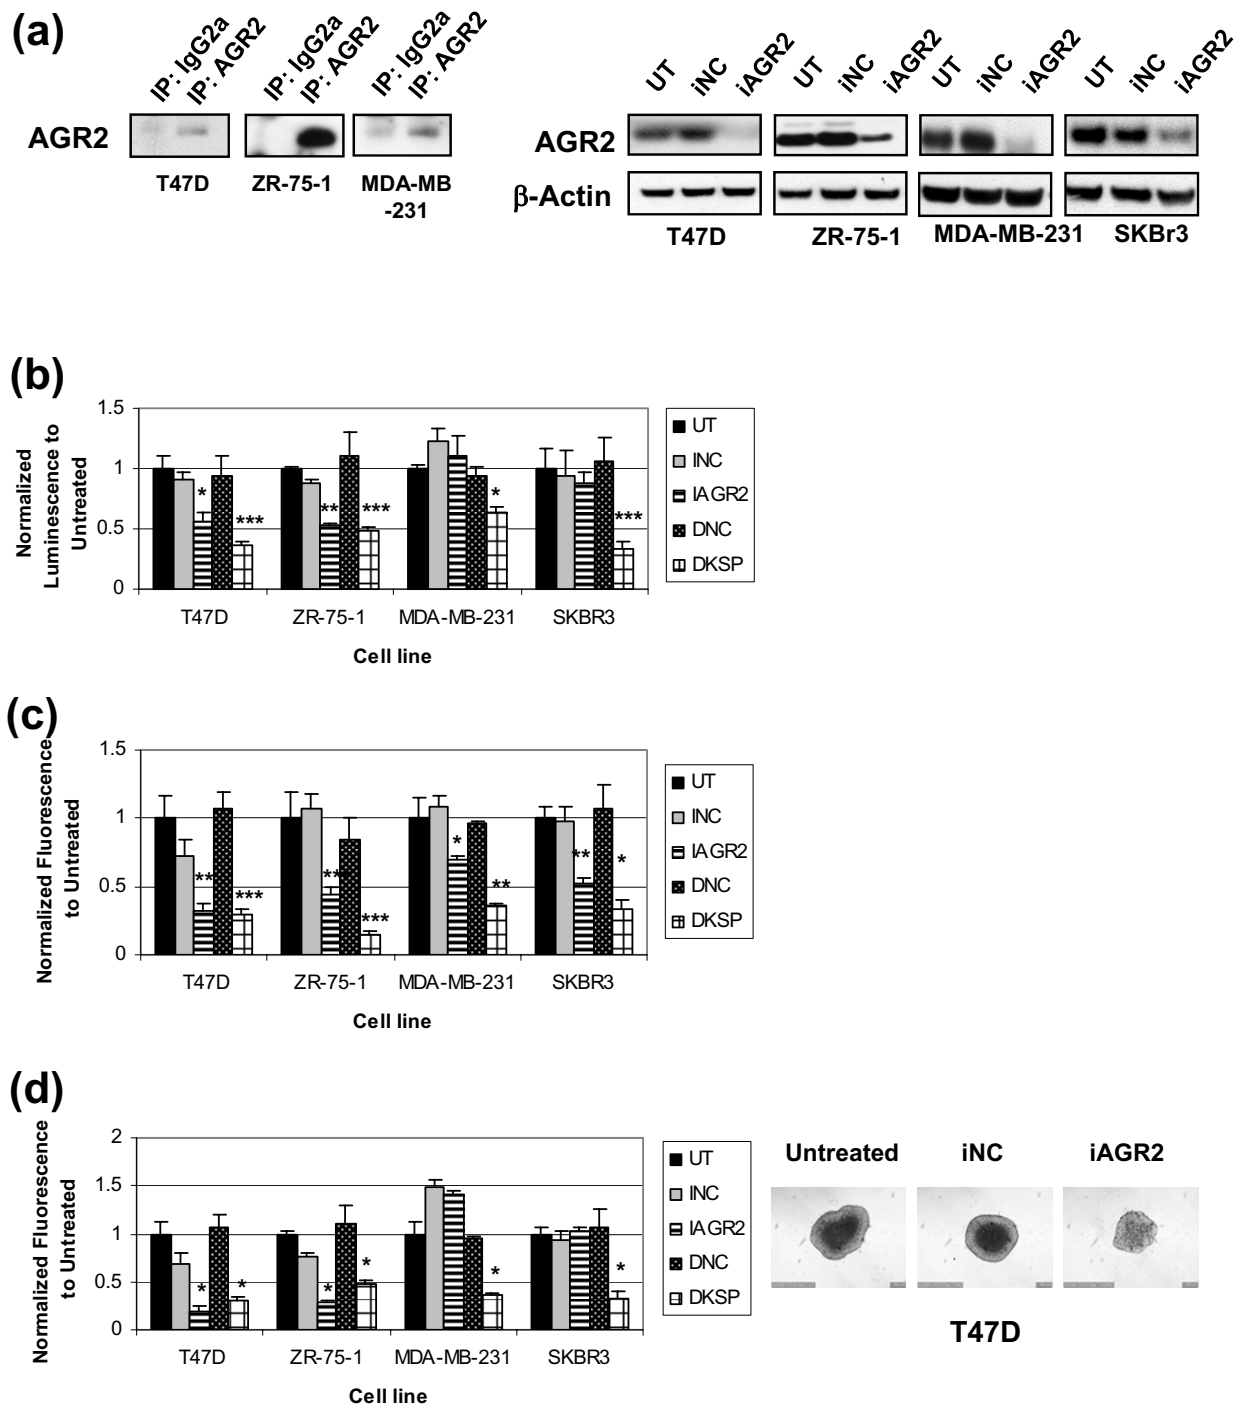 (a)
IP: IgG2a
IP: AGR2
IP: IgG2a
IP: AGR2
IP: IgG2a
IP: AGR2
AGR2
T47D
ZR-75-1
MDA-MB
-231
UT
iNC
iAGR2
UT
iNC
iAGR2
UT
iNC
iAGR2
UT
iNC
iAGR2
AGR2
β-Actin
T47D
ZR-75-1
MDA-MB-231
SKBr3
(b)
Normalized
Luminescence to
Untreated
1.5
1
0.5
0
*
***
**
***
*
***
T47D
ZR-75-1
MDA-MB-231
SKBR3
Cell line
UT
INC
IAGR2
DNC
DKSP
(c)
Normalized Fluorescence
to Untreated
1.5
1
0.5
0
**
***
**
***
*
**
**
*
T47D
ZR-75-1
MDA-MB-231
SKBR3
Cell line
UT
INC
IAGR2
DNC
DKSP
(d)
Normalized Fluorescence
to Untreated
2
1.5
1
0.5
0
*
*
*
*
*
*
T47D
ZR-75-1
MDA-MB-231
SKBR3
Cell line
UT
INC
IAGR2
DNC
DKSP
Untreated
iNC
iAGR2
T47D